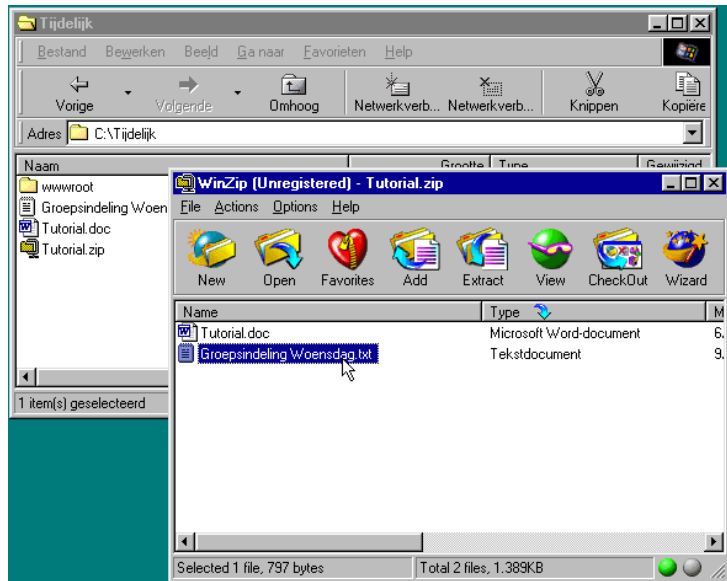 Tijdelijk
Bestand Bewerken Beeld Ga naar Favorieten Help
Vorige Volgende Omhoog Netwerkverb... Netwerkverb... Knippen Kopiëre
Adres C:\Tijdelijk
Naam Grootte Type Gewijzigd
wwwroot
Groepsindeling Woen
Tutorial.doc
Tutorial.zip
1 item(s) geselecteerd
WinZip (Unregistered) - Tutorial.zip
File Actions Options Help
New Open Favorites Add Extract View CheckOut Wizard
Name Type M
Tutorial.doc Microsoft Word-document 6.
Groepsindeling Woensdag.txt Tekstdocument 9.
Selected 1 file, 797 bytes Total 2 files, 1.389KB